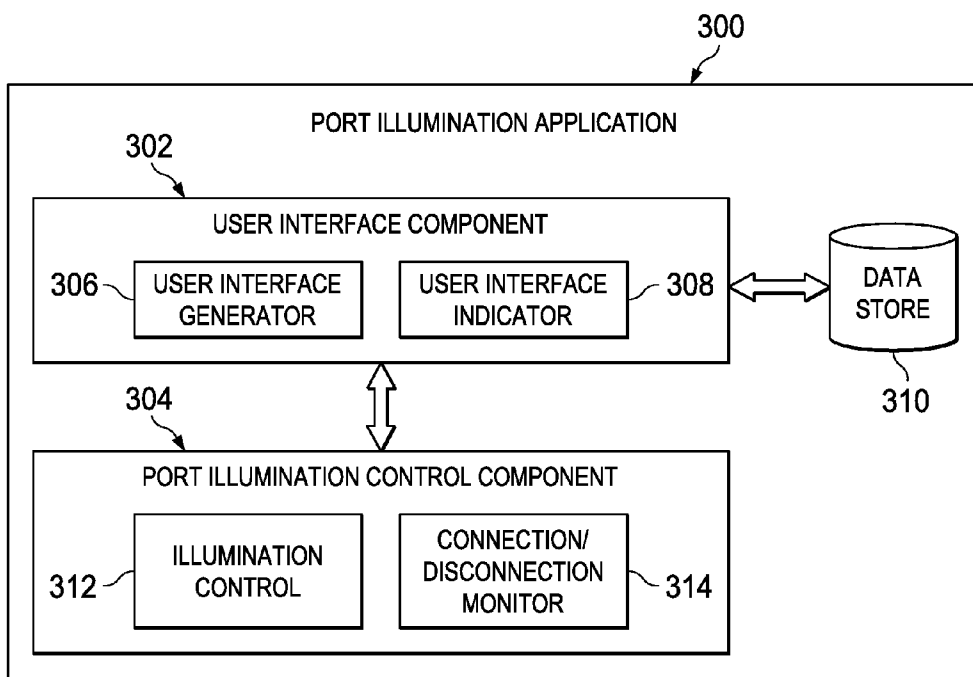 300
PORT ILLUMINATION APPLICATION
302
USER INTERFACE COMPONENT
306
USER INTERFACE
GENERATOR
USER INTERFACE
INDICATOR
308
DATA
STORE
310
304
PORT ILLUMINATION CONTROL COMPONENT
312
ILLUMINATION
CONTROL
CONNECTION/
DISCONNECTION
MONITOR
314